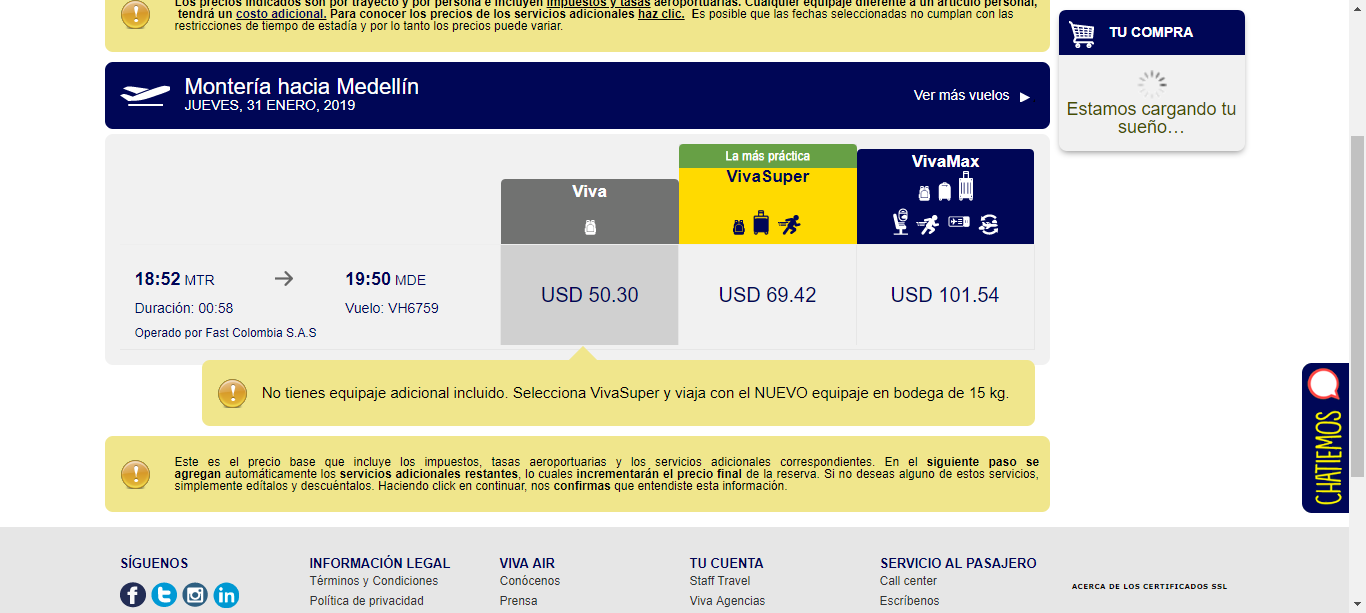 Los precios indicados son por trayecto y por persona e incluyen impuestos y tasas aeroportuarias. Cualquier equipaje diferente a un artículo personal,
tendrá un costo adicional. Para conocer los precios de los servicios adicionales haz clic. Es posible que las fechas seleccionadas no cumplan con las
restricciones de tiempo de estadía y por lo tanto los precios puede variar.
TU COMPRA
Estamos cargando tu
sueño…
Montería hacia Medellín
JUEVES, 31 ENERO, 2019
Ver más vuelos
La más práctica
Viva
VivaSuper
VivaMax
18:52 MTR
19:50 MDE
Duración: 00:58
Vuelo: VH6759
Operado por Fast Colombia S.A.S
USD 50.30
USD 69.42
USD 101.54
No tienes equipaje adicional incluido. Selecciona VivaSuper y viaja con el NUEVO equipaje en bodega de 15 kg.
Este es el precio base que incluye los impuestos, tasas aeroportuarias y los servicios adicionales correspondientes. En el siguiente paso se
agregan automáticamente los servicios adicionales restantes, lo cuales incrementarán el precio final de la reserva. Si no deseas alguno de estos servicios,
simplemente edítalos y descuéntalos. Haciendo click en continuar, nos confirmas que entendiste esta información.
CHATIEMOS
SÍGUENOS
INFORMACIÓN LEGAL
Términos y Condiciones
Política de privacidad
VIVA AIR
Conócenos
Prensa
TU CUENTA
Staff Travel
Viva Agencias
SERVICIO AL PASAJERO
Call center
Escríbenos
ACERCA DE LOS CERTIFICADOS SSL